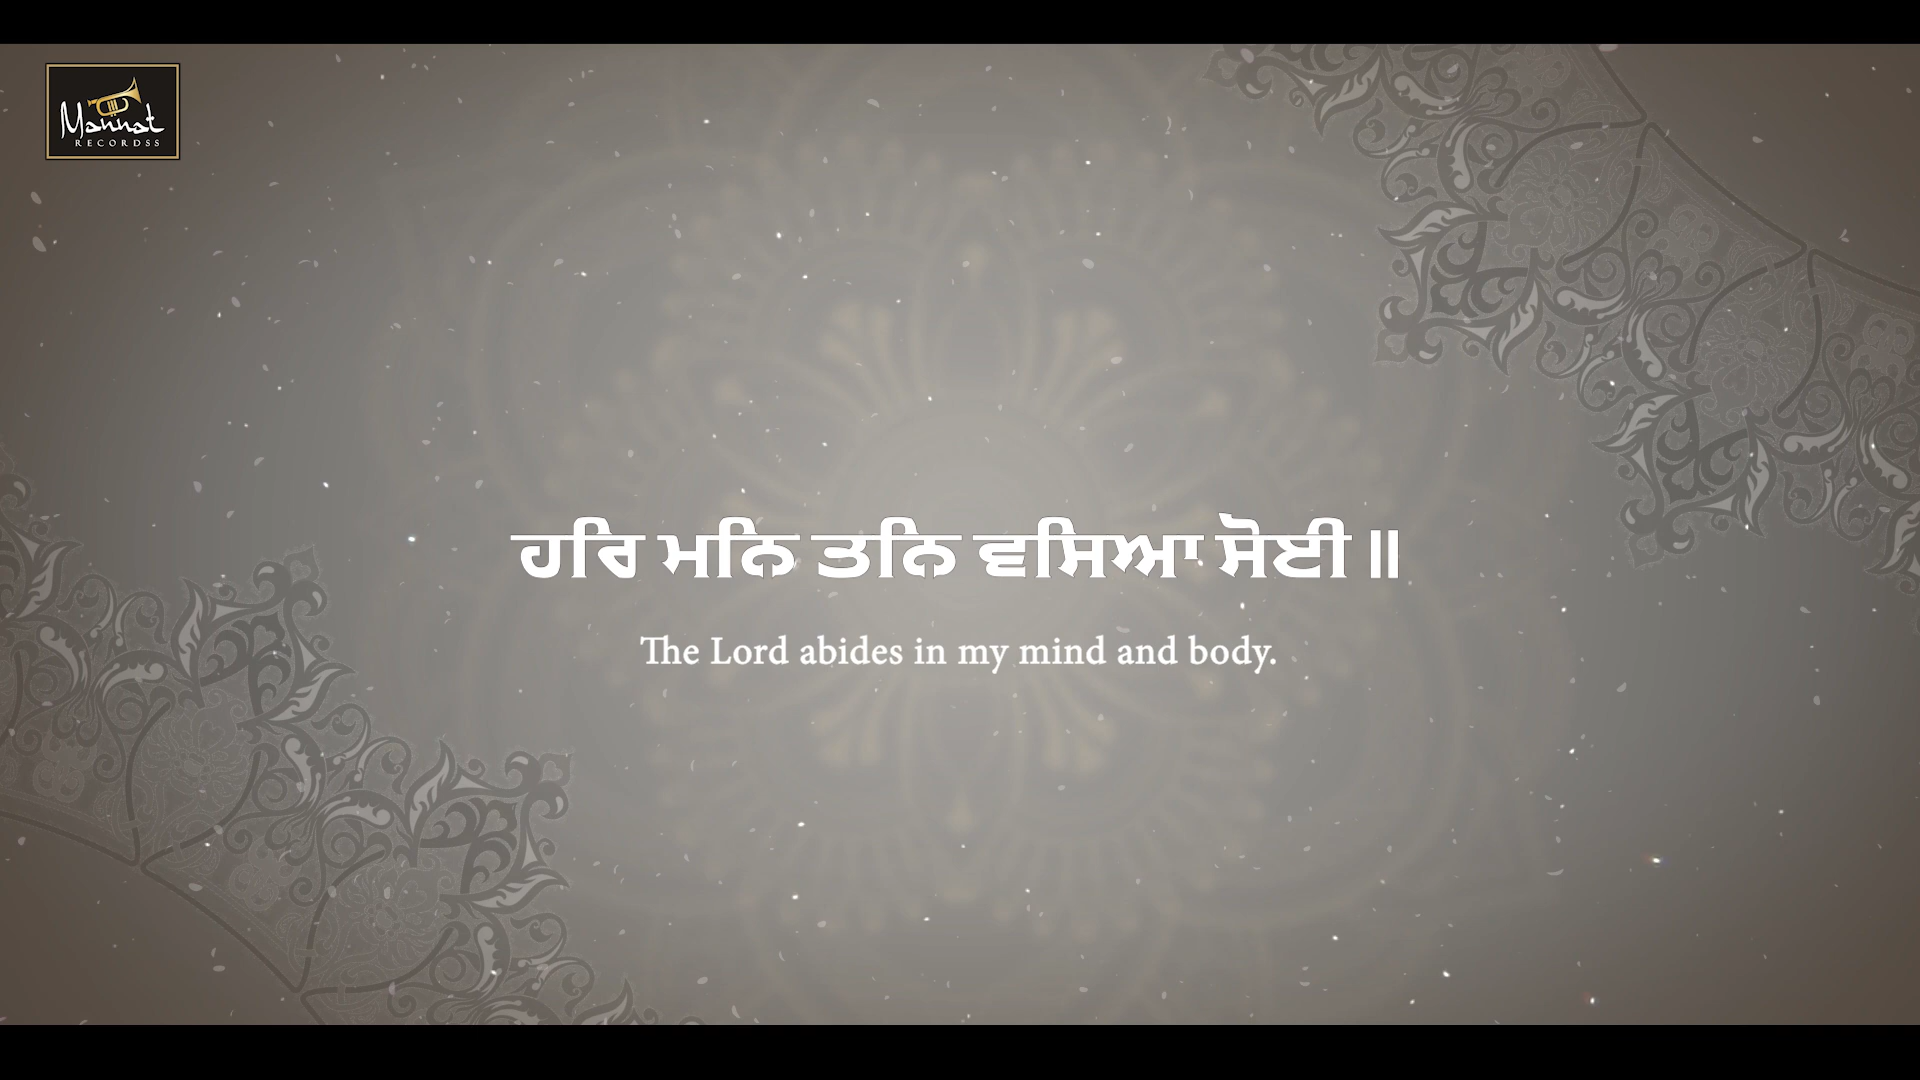 Mannat
RECORDSS
ਹਰਿ ਮਨਿ ਤਨਿ ਵਸਿਆ ਸੋਈ ॥
The Lord abides in my mind and body.